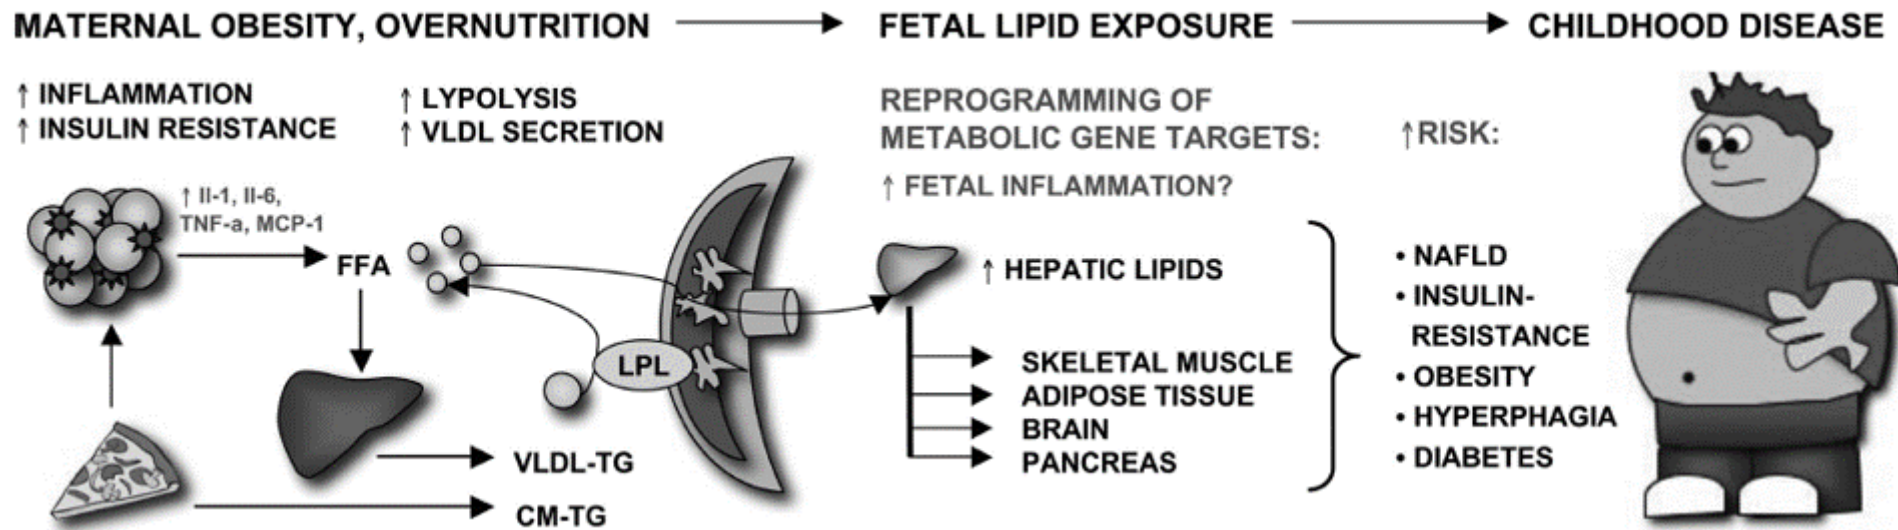 MATERNAL OBESITY, OVERNUTRITION
FETAL LIPID EXPOSURE
CHILDHOOD DISEASE
↑ INFLAMMATION
↑ INSULIN RESISTANCE
↑ LYPOLYSIS
↑ VLDL SECRETION
↑ Il-1, Il-6,
TNF-a, MCP-1
FFA
LPL
VLDL-TG
CM-TG
REPROGRAMMING OF
METABOLIC GENE TARGETS:
↑ FETAL INFLAMMATION?
↑ HEPATIC LIPIDS
SKELETAL MUSCLE
ADIPOSE TISSUE
BRAIN
PANCREAS
↑RISK:
• NAFLD
• INSULIN-
RESISTANCE
• OBESITY
• HYPERPHAGIA
• DIABETES